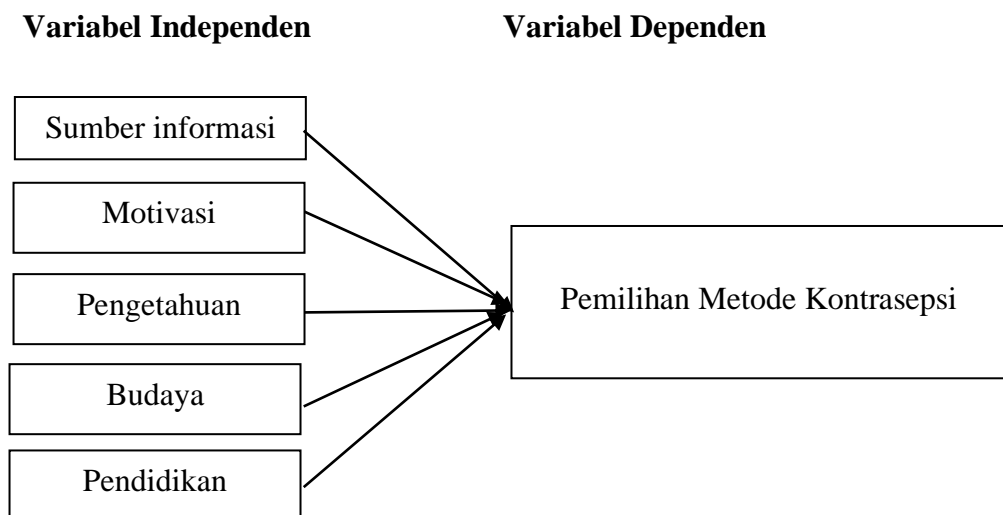 Variabel Independen
Variabel Dependen
Sumber informasi
Motivasi
Pengetahuan
Budaya
Pendidikan
Pemilihan Metode Kontrasepsi